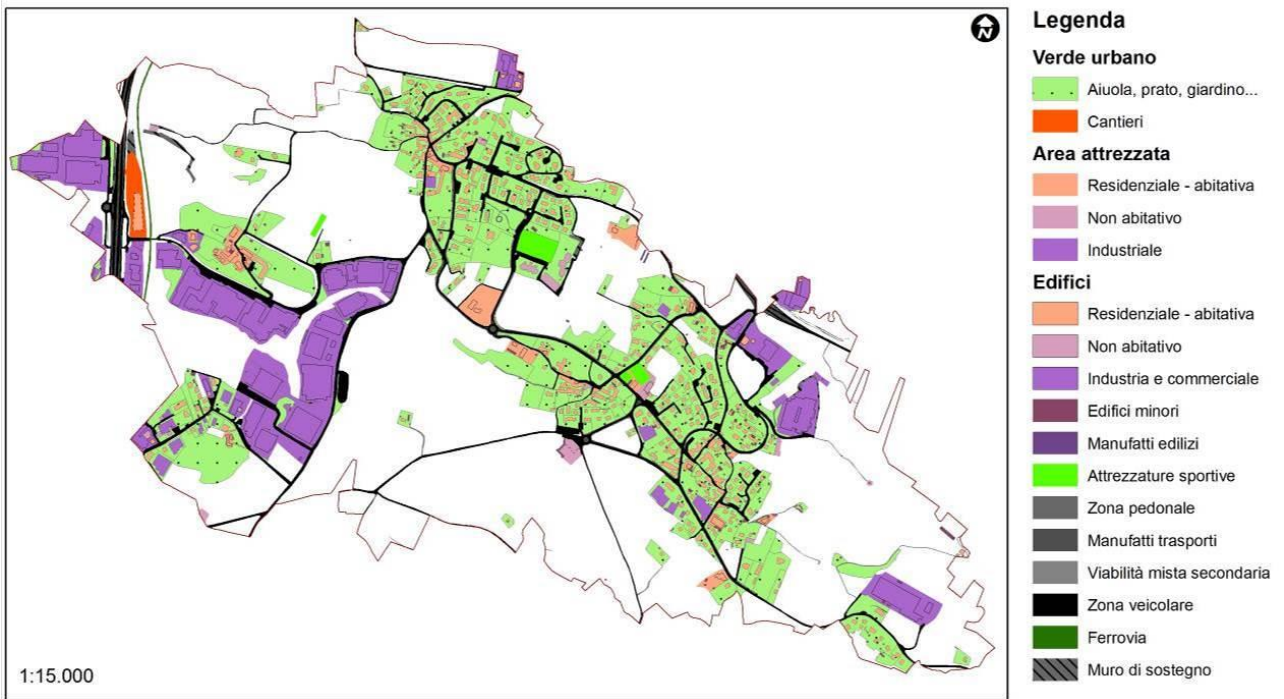 N
Legenda
Verde urbano
Aiuola, prato, giardino...
Cantieri
Area attrezzata
Residenziale - abitativa
Non abitativo
Industriale
Edifici
Residenziale - abitativa
Non abitativo
Industria e commerciale
Edifici minori
Manufatti edilizi
Attrezzature sportive
Zona pedonale
Manufatti trasporti
Viabilità mista secondaria
Zona veicolare
Ferrovia
Muro di sostegno
1:15.000